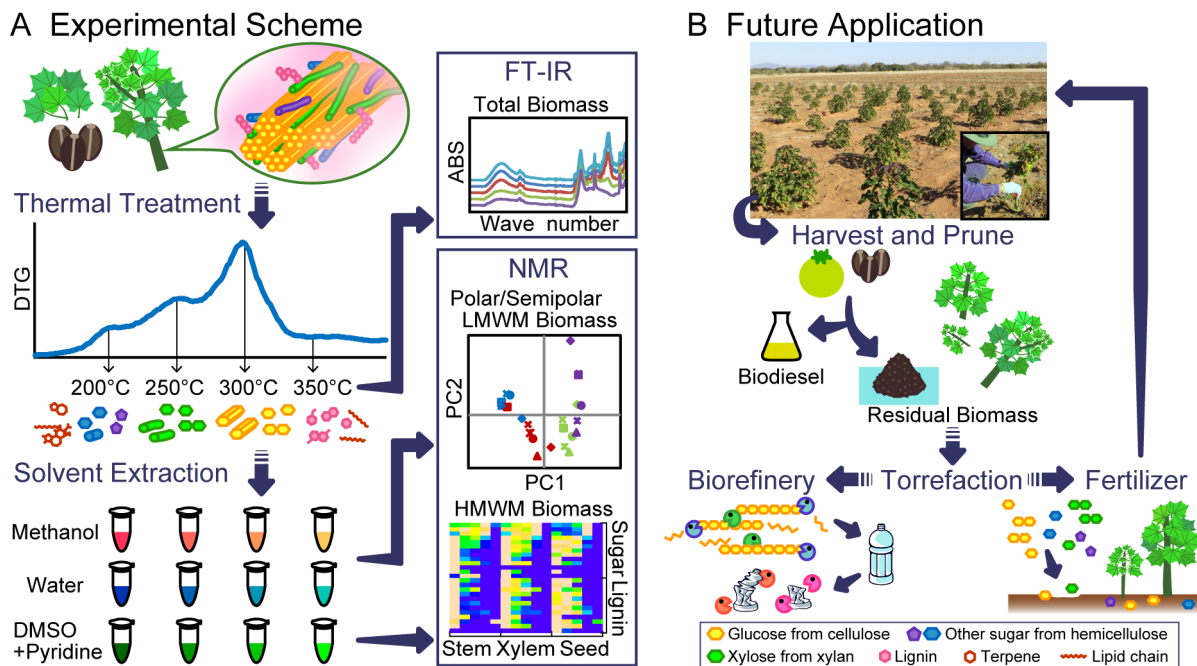 A Experimental Scheme
Thermal Treatment
DTG
200°C
250°C
300°C
350°C
Solvent Extraction
Methanol
Water
DMSO
+Pyridine
FT-IR
Total Biomass
ABS
Wave number
NMR
Polar/Semipolar
LMWM Biomass
PC2
PC1
HMWM Biomass
Sugar
Lignin
Stem Xylem Seed
B Future Application
Harvest and Prune
Biodiesel
Residual Biomass
Biorefinery
Torrefaction
Fertilizer
Glucose from cellulose
Other sugar from hemicellulose
Xylose from xylan
Lignin
Terpene
Lipid chain